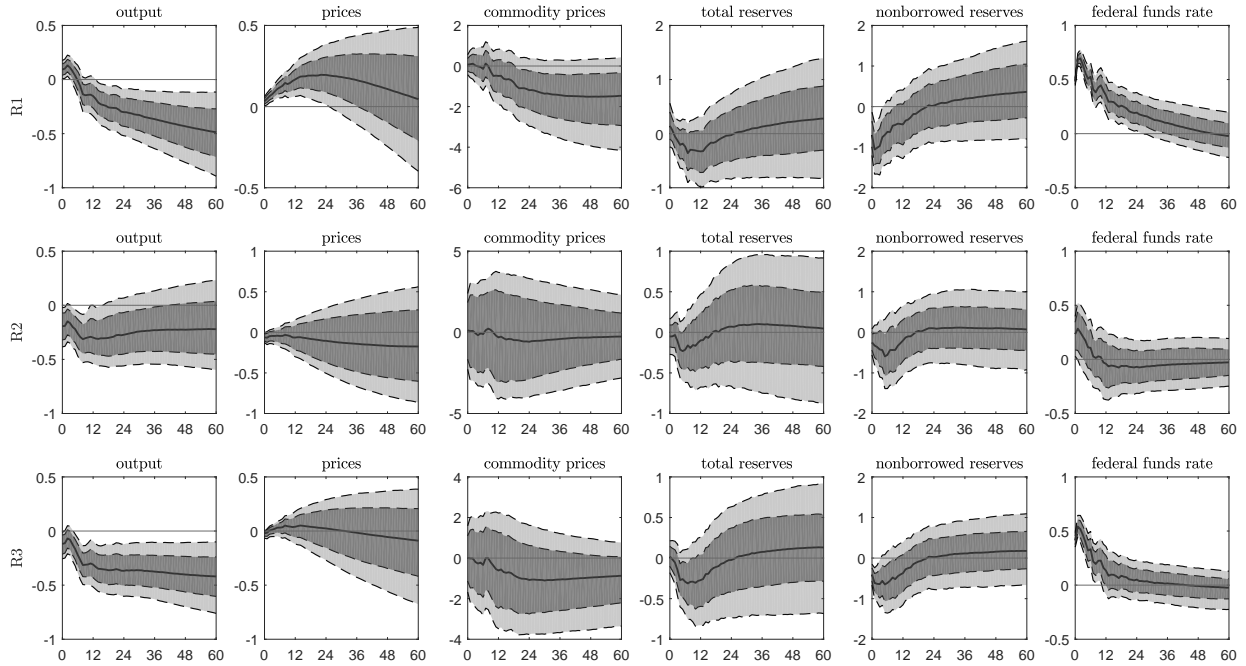 output prices commodity prices total reserves nonborrowed reserves federal funds rate
R1
0.5 0 -0.5 -1
0.5 0 -0.5
2 0 -2 -4 -6
2 1 0 -1
2 1 0 -1 -2
1 0.5 0 -0.5
0 12 24 36 48 60 0 12 24 36 48 60 0 12 24 36 48 60 0 12 24 36 48 60 0 12 24 36 48 60 0 12 24 36 48 60
output prices commodity prices total reserves nonborrowed reserves federal funds rate
R2
0.5 0 -0.5 -1
1 0.5 0 -0.5 -1
5 0 -5
1 0.5 0 -0.5 -1
2 1 0 -1 -2
1 0.5 0 -0.5
0 12 24 36 48 60 0 12 24 36 48 60 0 12 24 36 48 60 0 12 24 36 48 60 0 12 24 36 48 60 0 12 24 36 48 60
output prices commodity prices total reserves nonborrowed reserves federal funds rate
R3
0.5 0 -0.5 -1
0.5 0 -0.5 -1
4 2 0 -2 -4
1 0.5 0 -0.5 -1
2 1 0 -1 -2
1 0.5 0 -0.5
0 12 24 36 48 60 0 12 24 36 48 60 0 12 24 36 48 60 0 12 24 36 48 60 0 12 24 36 48 60 0 12 24 36 48 60